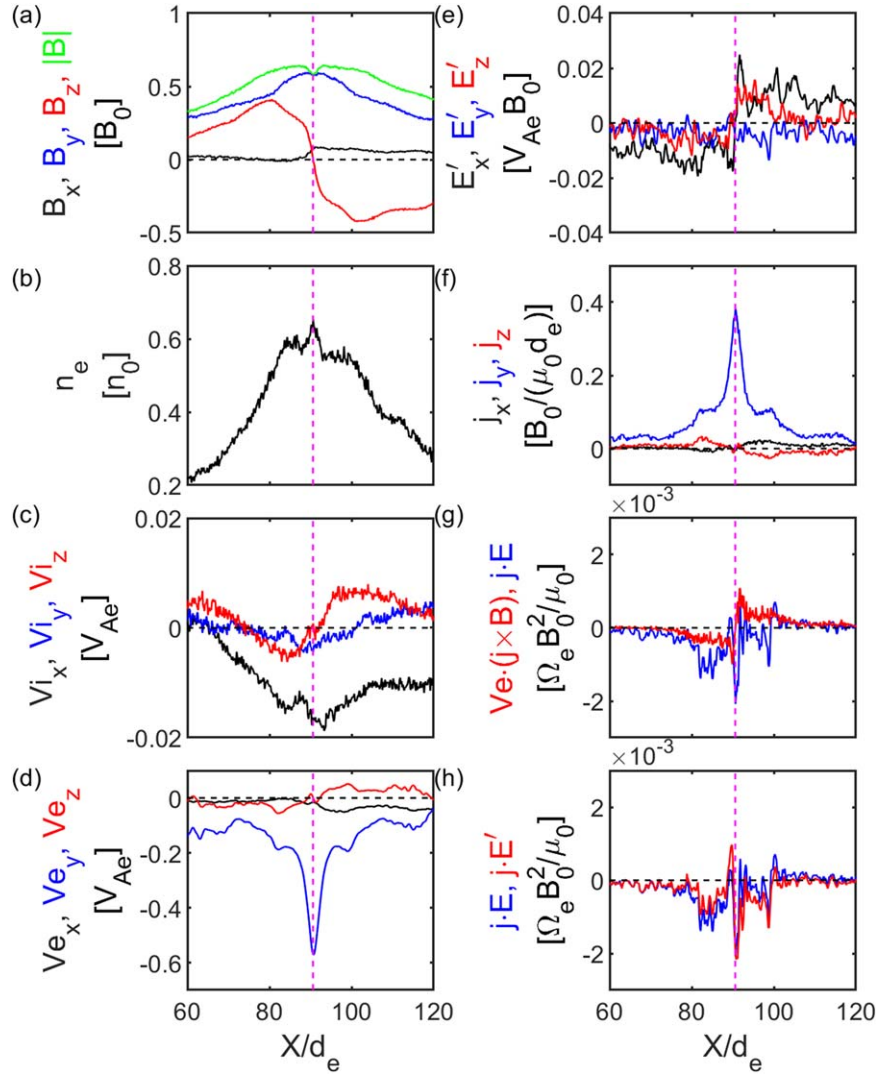 (a)
B_x, B_y, B_z, |B|
[B_0]
1
0.5
0
-0.5
(b)
n_e
[n_0]
0.8
0.6
0.4
0.2
(c)
Vi_x, Vi_y, Vi_z
[V_Ae]
0.02
0
-0.02
(d)
Ve_x, Ve_y, Ve_z
[V_Ae]
0
-0.2
-0.4
-0.6
60 80 100 120
X/d_e
(e)
E′_x, E′_y, E′_z
[V_Ae B_0]
0.04
0.02
0
-0.02
-0.04
(f)
j_x, j_y, j_z
[B_0/(μ_0 d_e)]
0.4
0.2
0
(g)
Ve·(j×B), j·E
[Ω_e B_0^2/μ_0]
×10^-3
2
0
-2
(h)
j·E, j·E′
[Ω_e B_0^2/μ_0]
×10^-3
2
0
-2
60 80 100 120
X/d_e